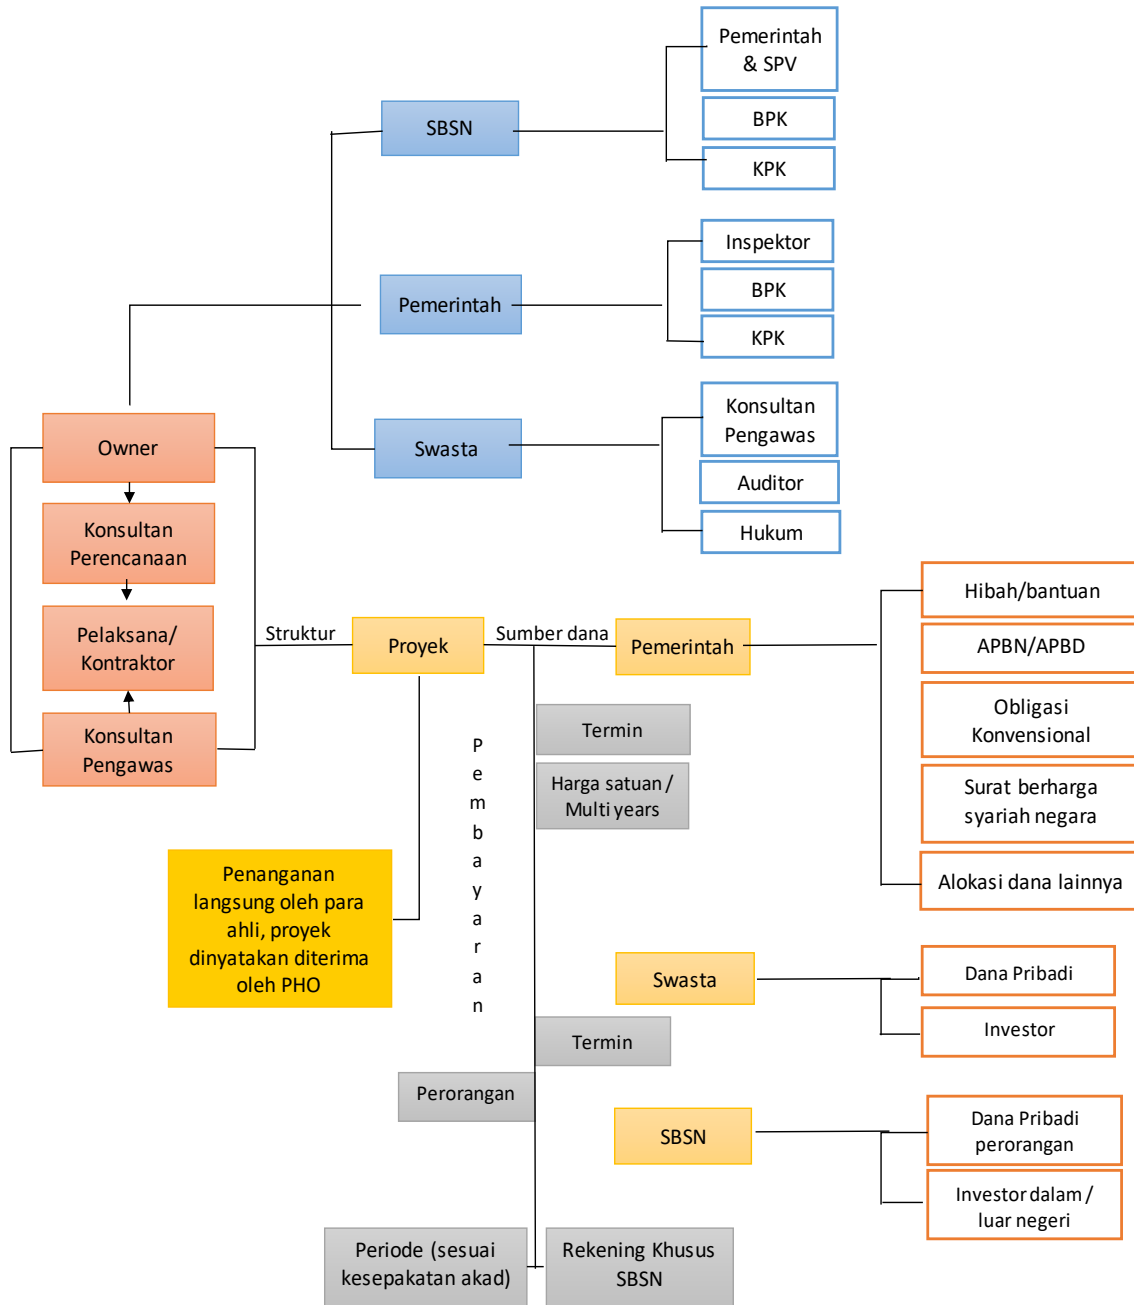 Pemerintah
& SPV
SBSN
BPK
KPK
Inspektor
Pemerintah
BPK
KPK
Konsultan
Pengawas
Owner
Swasta
Auditor
Konsultan
Perencanaan
Hukum
Hibah/bantuan
Pelaksana/
Kontraktor
Struktur
Proyek
Sumber dana
Pemerintah
APBN/APBD
Konsultan
Pengawas
Obligasi
Konvensional
Termin
Pembayaran
Harga satuan /
Multi years
Surat berharga
syariah negara
Penanganan
langsung oleh para
ahli, proyek
dinyatakan diterima
oleh PHO
Alokasi dana lainnya
Swasta
Dana Pribadi
Investor
Termin
Perorangan
SBSN
Dana Pribadi
perorangan
Investor dalam /
luar negeri
Periode (sesuai
kesepakatan akad)
Rekening Khusus
SBSN